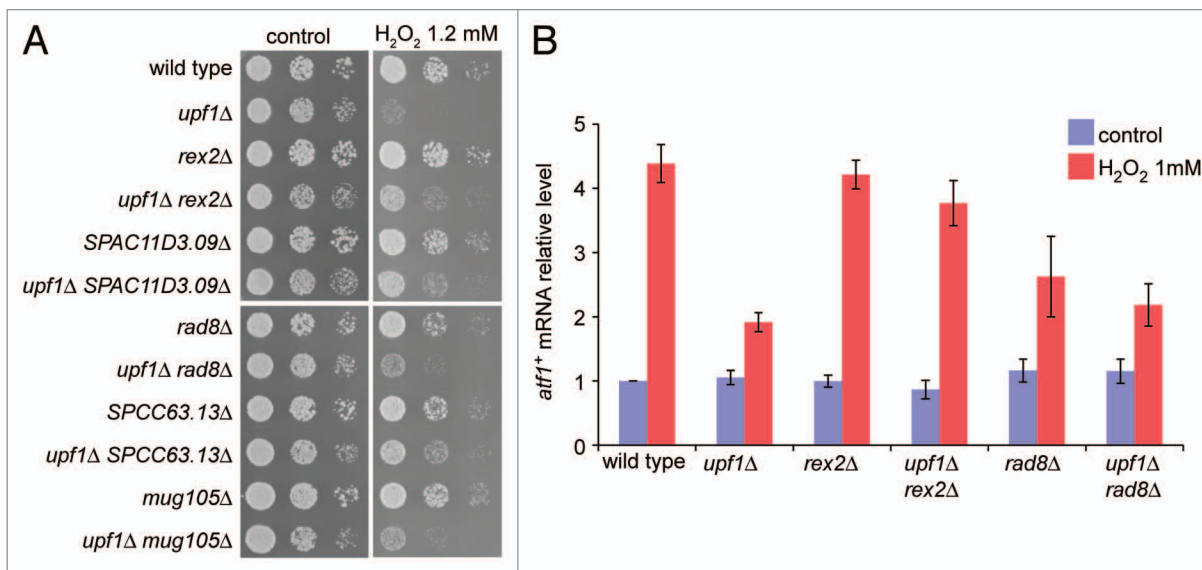 A
control
H₂O₂ 1.2 mM
wild type
upf1Δ
rex2Δ
upf1Δ rex2Δ
SPAC11D3.09Δ
upf1Δ SPAC11D3.09Δ
rad8Δ
upf1Δ rad8Δ
SPCC63.13Δ
upf1Δ SPCC63.13Δ
mug105Δ
upf1Δ mug105Δ
B
control
H₂O₂ 1mM
atf1⁺ mRNA relative level
5
4
3
2
1
0
wild type
upf1Δ
rex2Δ
upf1Δ
rex2Δ
rad8Δ
upf1Δ
rad8Δ